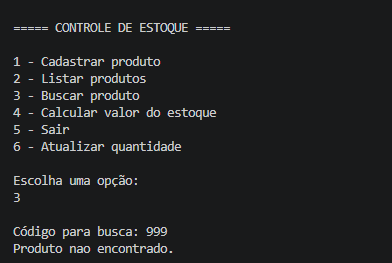 ===== CONTROLE DE ESTOQUE =====
1 - Cadastrar produto
2 - Listar produtos
3 - Buscar produto
4 - Calcular valor do estoque
5 - Sair
6 - Atualizar quantidade
Escolha uma opção:
3
Código para busca: 999
Produto nao encontrado.